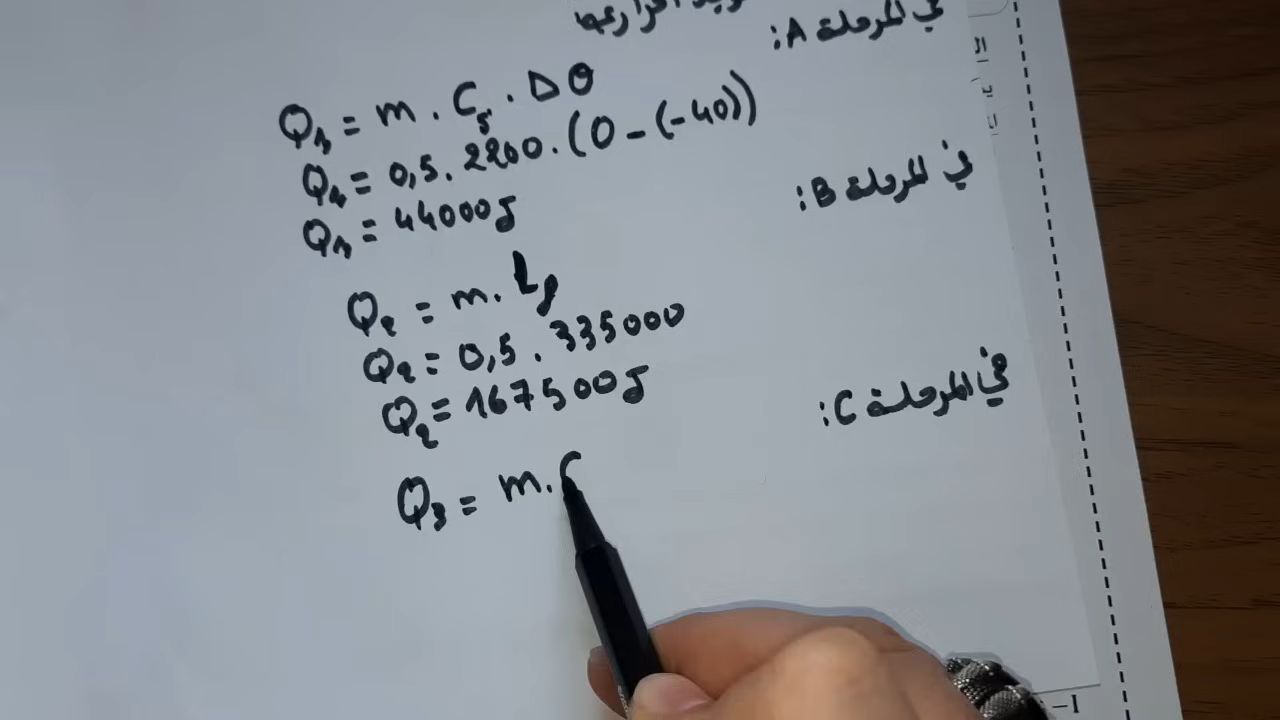 في المرحلة A:
Q₁ = m . Cₛ . Δθ
Q₁ = 0,5 . 2200 . (0 - (-40))
Q₁ = 44000 J
في المرحلة B:
Q₂ = m . Lf
Q₂ = 0,5 . 335000
Q₂ = 167500 J
في المرحلة C:
Q₃ = m . C